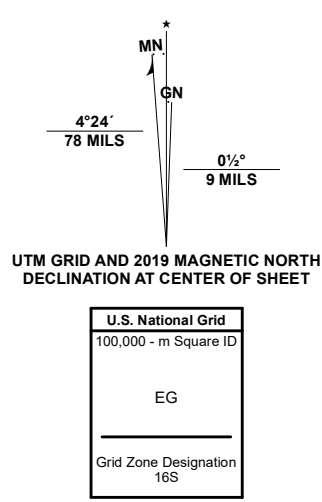 MN
GN
4°24´
78 MILS
0½°
9 MILS
UTM GRID AND 2019 MAGNETIC NORTH
DECLINATION AT CENTER OF SHEET
U.S. National Grid
100,000 - m Square ID
EG
Grid Zone Designation
16S